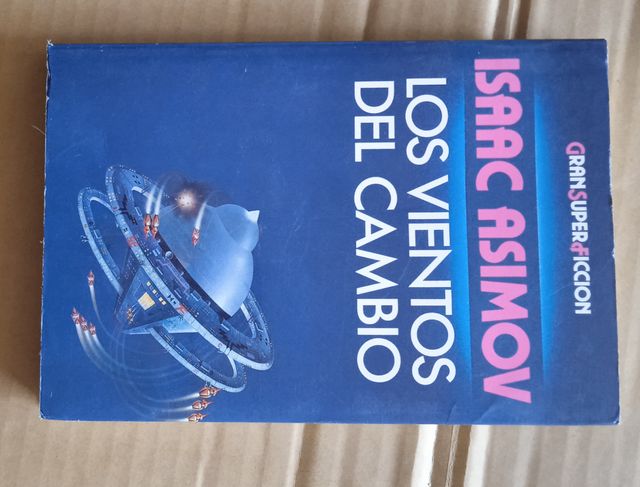 GRAN SUPER FICCION
ISAAC ASIMOV
LOS VIENTOS
DEL CAMBIO